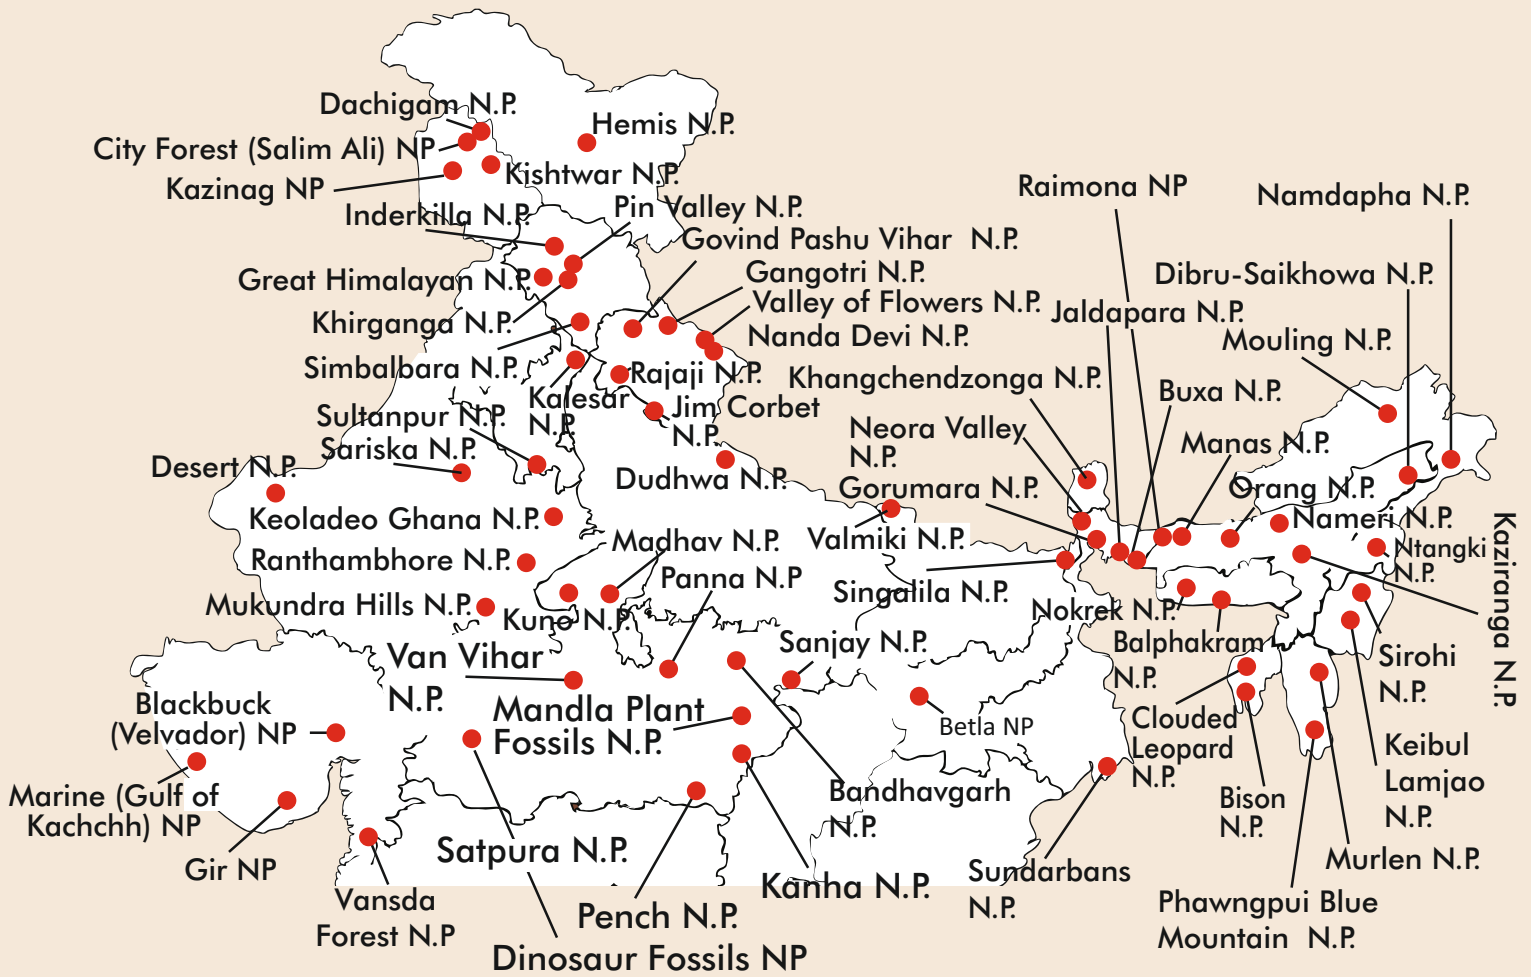 Dachigam N.P.
Hemis N.P.
City Forest (Salim Ali) NP
Kishtwar N.P.
Kazinag NP
Inderkilla N.P.
Pin Valley N.P.
Govind Pashu Vihar N.P.
Great Himalayan N.P.
Gangotri N.P.
Valley of Flowers N.P.
Khirganga N.P.
Nanda Devi N.P.
Simbalbara N.P.
Rajaji N.P.
Kalesar
N.P.
Jim Corbet
N.P.
Sultanpur N.P.
Sariska N.P.
Desert N.P.
Dudhwa N.P.
Keoladeo Ghana N.P.
Ranthambhore N.P.
Mukundra Hills N.P.
Madhav N.P.
Panna N.P
Kuno N.P.
Valmiki N.P.
Raimona NP
Namdapha N.P.
Dibru-Saikhowa N.P.
Jaldapara N.P.
Mouling N.P.
Khangchendzonga N.P.
Buxa N.P.
Neora Valley
N.P.
Manas N.P.
Gorumara N.P.
Orang N.P.
Nameri N.P.
Ntangki
N.P.
Kaziranga N.P.
Singalila N.P.
Nokrek N.P.
Balphakram
N.P.
Sirohi
N.P.
Sanjay N.P.
Van Vihar
N.P.
Mandla Plant
Fossils N.P.
Betla NP
Clouded
Leopard
N.P.
Keibul
Lamjao
N.P.
Blackbuck
(Velvador) NP
Marine (Gulf of
Kachchh) NP
Gir NP
Vansda
Forest N.P
Satpura N.P.
Bandhavgarh
N.P.
Kanha N.P.
Pench N.P.
Dinosaur Fossils NP
Sundarbans
N.P.
Bison
N.P.
Murlen N.P.
Phawngpui Blue
Mountain N.P.